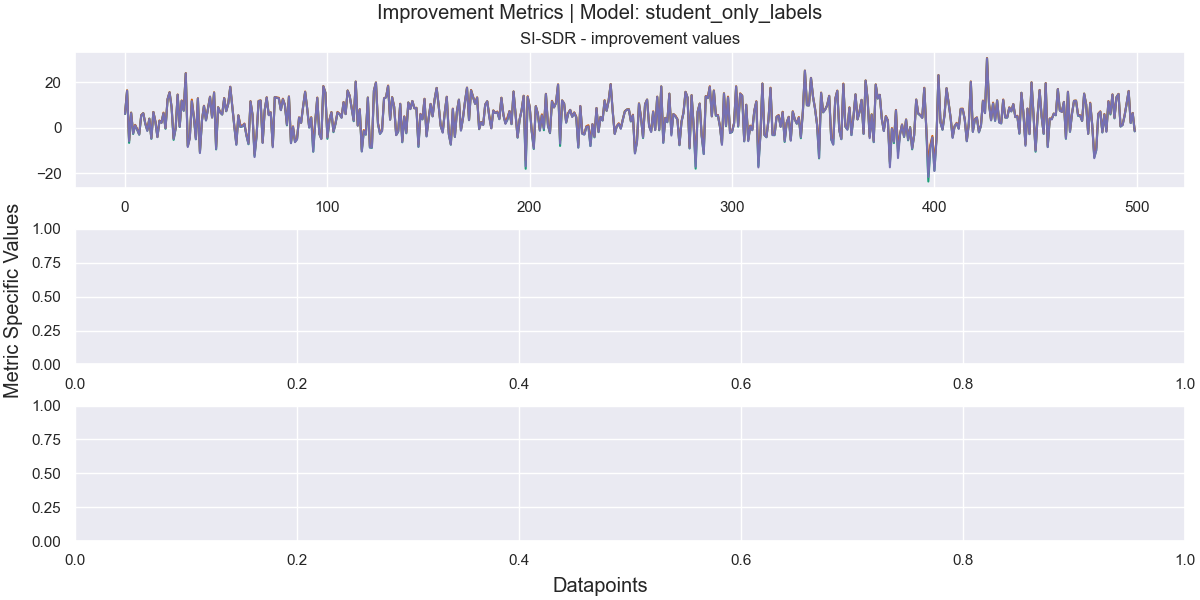 Improvement Metrics | Model: student_only_labels
SI-SDR - improvement values
20
0
−20
0 100 200 300 400 500
Metric Specific Values
1.00
0.75
0.50
0.25
0.00
0.0 0.2 0.4 0.6 0.8 1.0
1.00
0.75
0.50
0.25
0.00
0.0 0.2 0.4 0.6 0.8 1.0
Datapoints